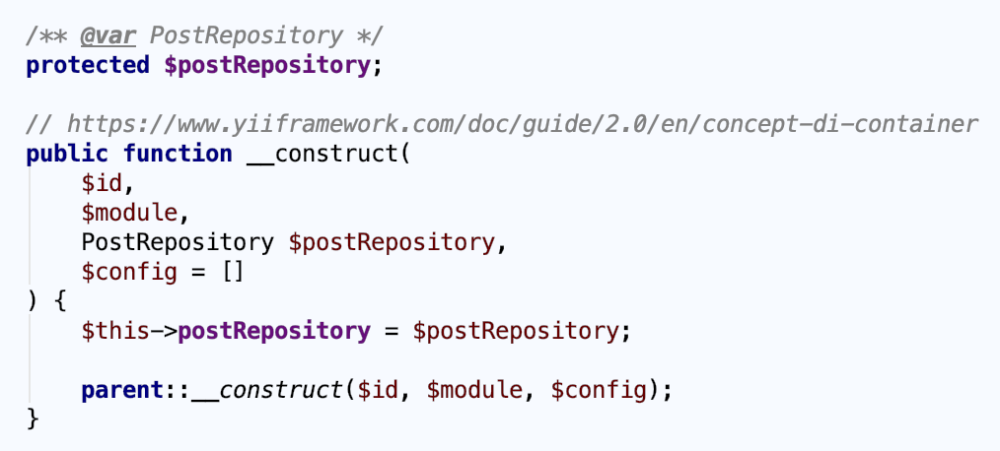 /** @var PostRepository */
protected $postRepository;

// https://www.yiiframework.com/doc/guide/2.0/en/concept-di-container
public function __construct(
    $id,
    $module,
    PostRepository $postRepository,
    $config = []
) {
    $this->postRepository = $postRepository;

    parent::__construct($id, $module, $config);
}